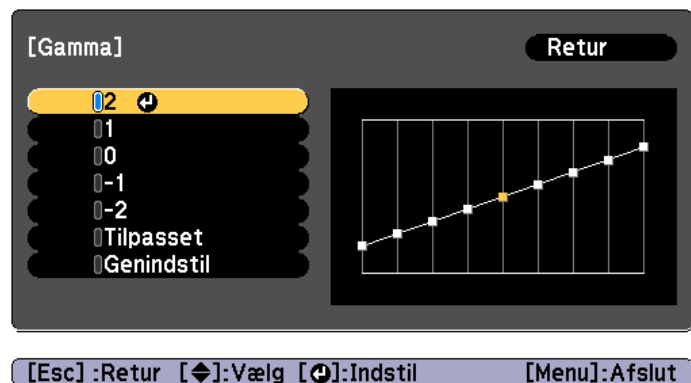 [Gamma]
Retur
2
1
0
-1
-2
Tilpasset
Genindstil
[Esc] :Retur [◆]:Vælg [↵]:Indstil [Menu]:Afslut